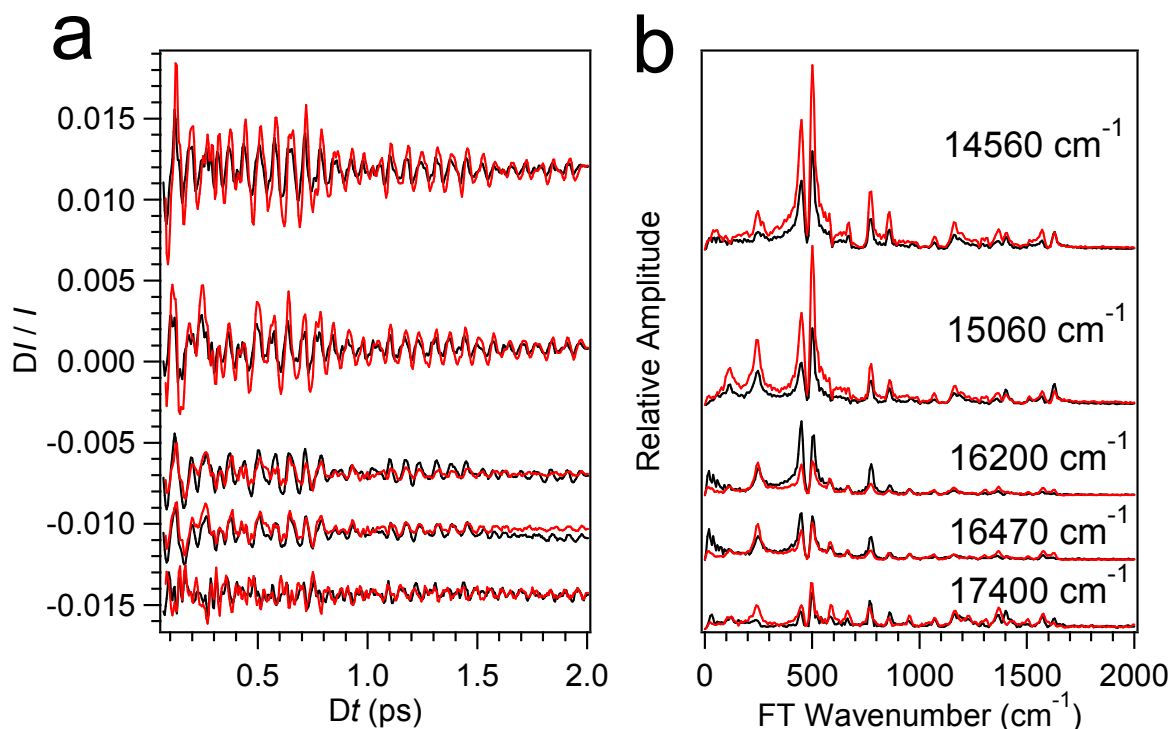 a
0.015
0.010
0.005
0.000
-0.005
-0.010
-0.015
DI / I
0.5
1.0
1.5
2.0
Dt (ps)
b
14560 cm⁻¹
15060 cm⁻¹
16200 cm⁻¹
16470 cm⁻¹
17400 cm⁻¹
Relative Amplitude
0
500
1000
1500
2000
FT Wavenumber (cm⁻¹)